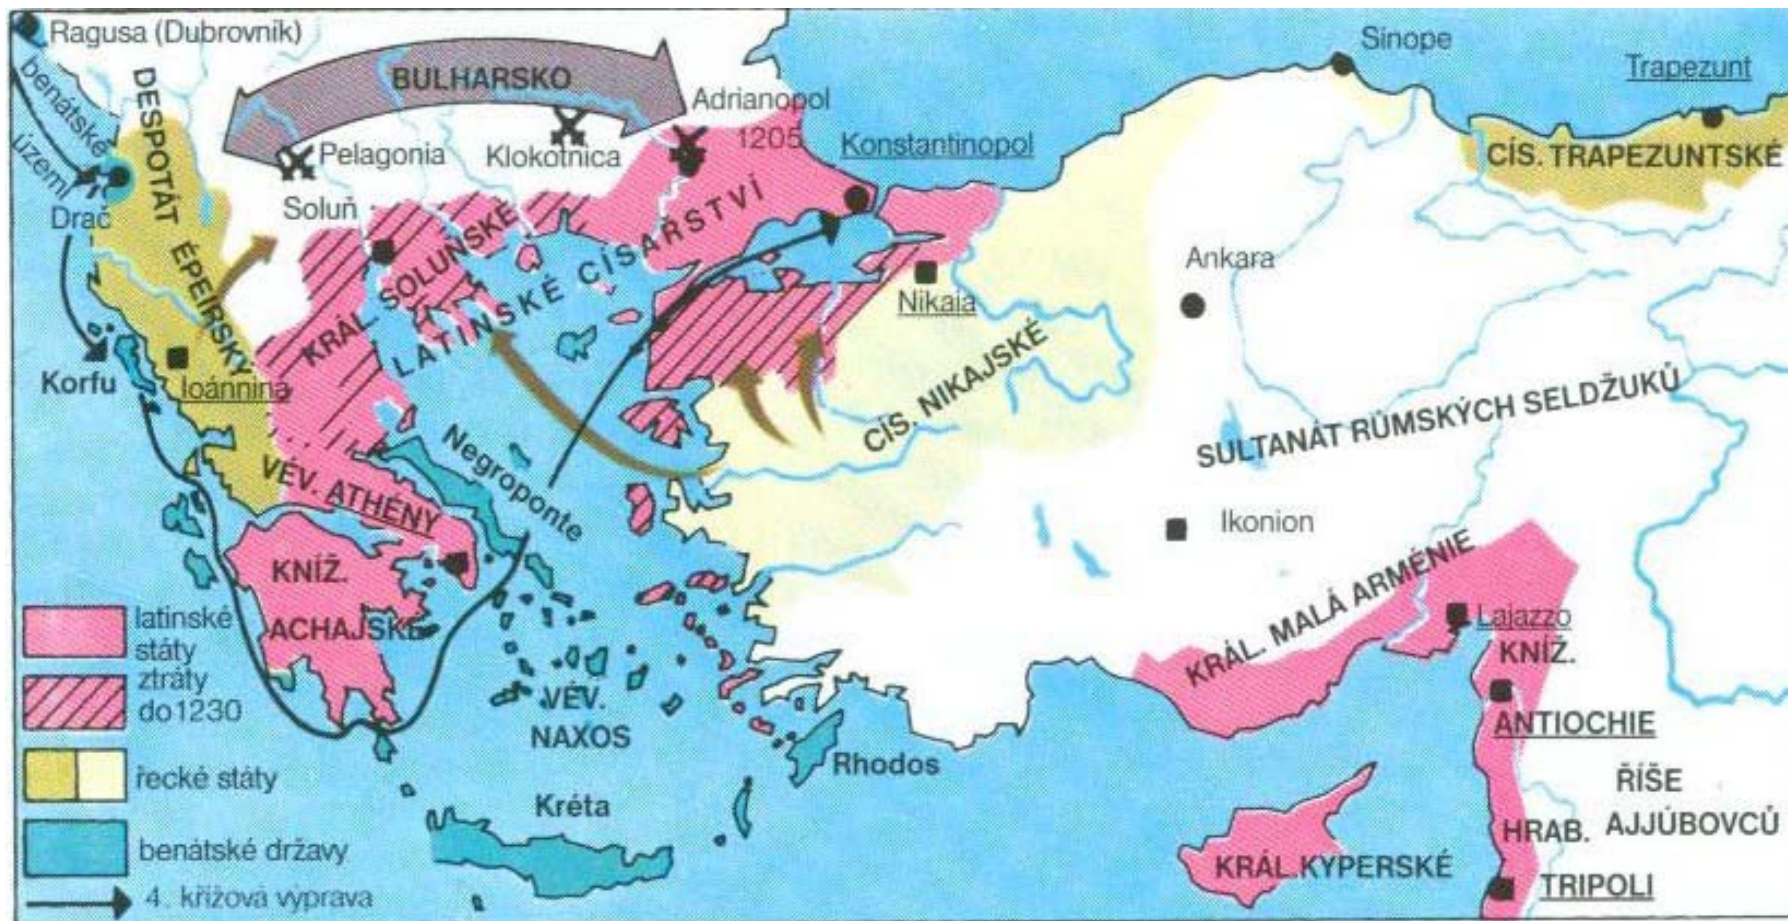 Ragusa (Dubrovník)
benátské
území
DESPOTÁT
ÉPEIRSKÝ
BULHARSKO
Sinope
Trapezunt
Adrianopol
1205
Pelagonia
Klokotnica
Konstantinopol
CÍS. TRAPEZUNTSKÉ
Drač
Soluň
KRÁL. SOLUŇSKÉ
LATINSKÉ CÍSAŘSTVÍ
Nikaia
Ankara
Korfu
Ioánnina
CÍS. NIKAJSKÉ
SULTANÁT RÚMSKÝCH SELDŽUKŮ
Negroponte
VÉV. ATHÉNY
Ikonion
KNÍŽ.
ACHAJSKÉ
KRÁL. MALÁ ARMÉNIE
Lajazzo
KNÍŽ.
ANTIOCHIE
VÉV.
NAXOS
Rhodos
Kréta
ŘÍŠE
AJJÚBOVCŮ
HRAB.
TRIPOLI
KRÁL.KYPERSKÉ
latinské
státy
ztráty
do1230
řecké státy
benátské državy
4. křížová výprava